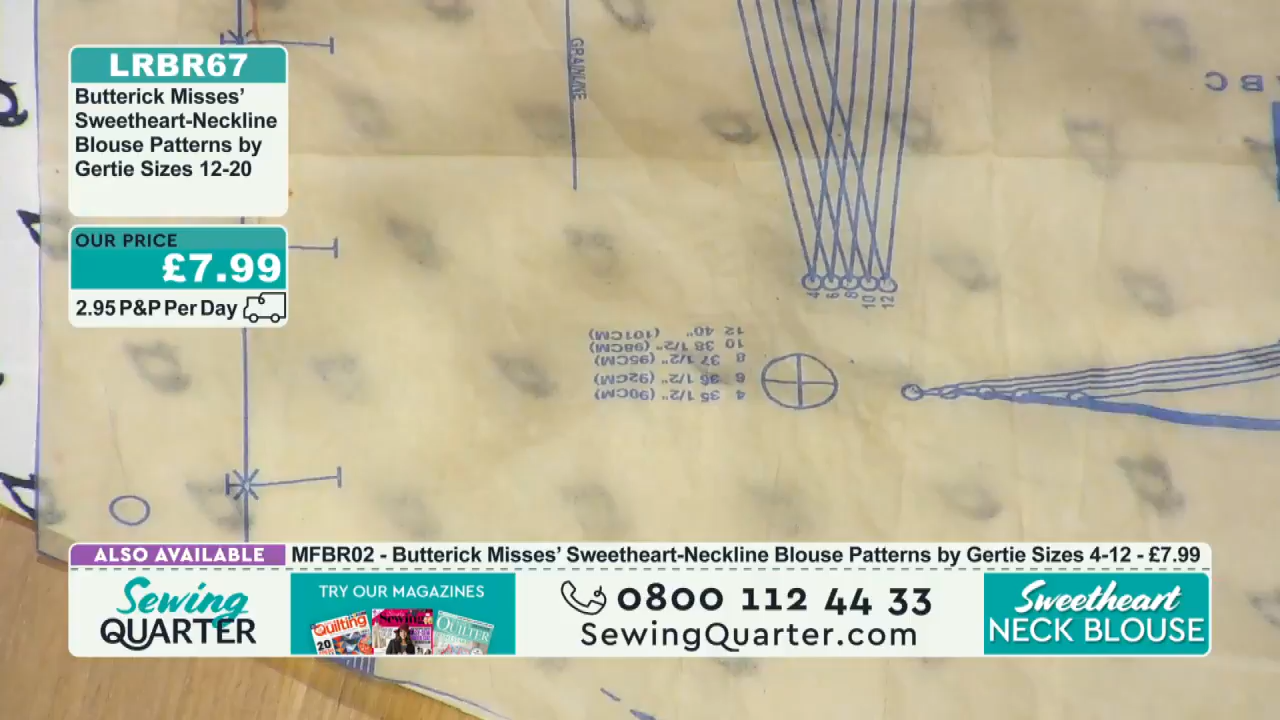 LRBR67
Butterick Misses’
Sweetheart-Neckline
Blouse Patterns by
Gertie Sizes 12-20
OUR PRICE
£7.99
2.95 P&P Per Day
GRAINLINE
B C
4 6 8 10 12
12 40" (101CM)
10 38 1/2" (98CM)
8 37 1/2" (95CM)
6 36 1/2" (92CM)
4 35 1/2" (90CM)
ALSO AVAILABLE
MFBR02 - Butterick Misses’ Sweetheart-Neckline Blouse Patterns by Gertie Sizes 4-12 - £7.99
Sewing
QUARTER
TRY OUR MAGAZINES
Quilting
Sewing
QUILTER
0800 112 44 33
SewingQuarter.com
Sweetheart
NECK BLOUSE